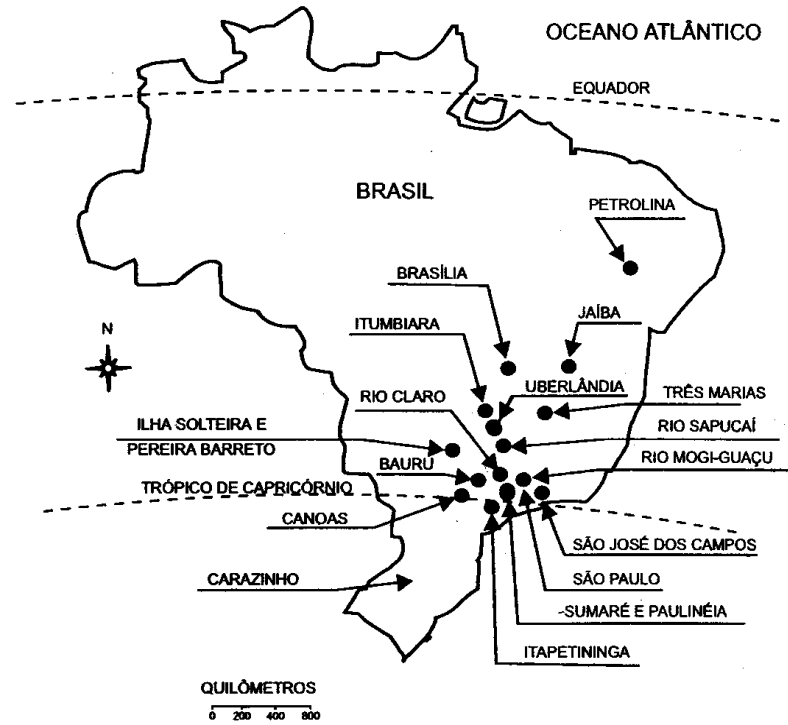 OCEANO ATLÂNTICO
EQUADOR
BRASIL
PETROLINA
BRASÍLIA
JAÍBA
N
ITUMBIARA
UBERLÂNDIA
TRÊS MARIAS
RIO CLARO
ILHA SOLTEIRA E
PEREIRA BARRETO
RIO SAPUCAÍ
BAURU
RIO MOGI-GUAÇU
TRÓPICO DE CAPRICÓRNIO
CANOAS
SÃO JOSÉ DOS CAMPOS
CARAZINHO
SÃO PAULO
-SUMARÉ E PAULINÉIA
ITAPETININGA
QUILÔMETROS
0 200 400 800